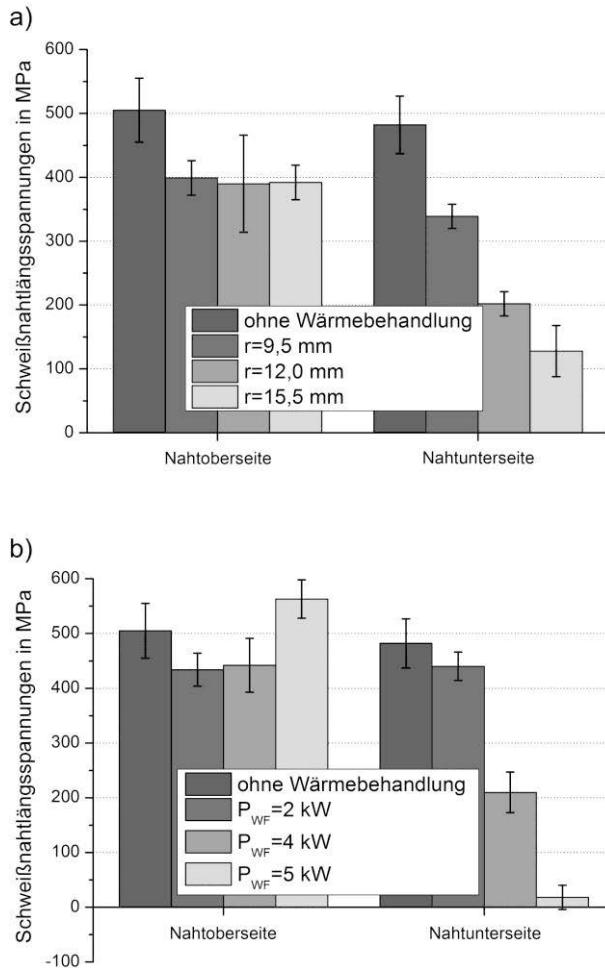 a)
Schweißnahtlängsspannungen in MPa
600
500
400
300
200
100
0
ohne Wärmebehandlung
r=9,5 mm
r=12,0 mm
r=15,5 mm
Nahtoberseite
Nahtunterseite
b)
Schweißnahtlängsspannungen in MPa
600
500
400
300
200
100
0
-100
ohne Wärmebehandlung
P_WF=2 kW
P_WF=4 kW
P_WF=5 kW
Nahtoberseite
Nahtunterseite